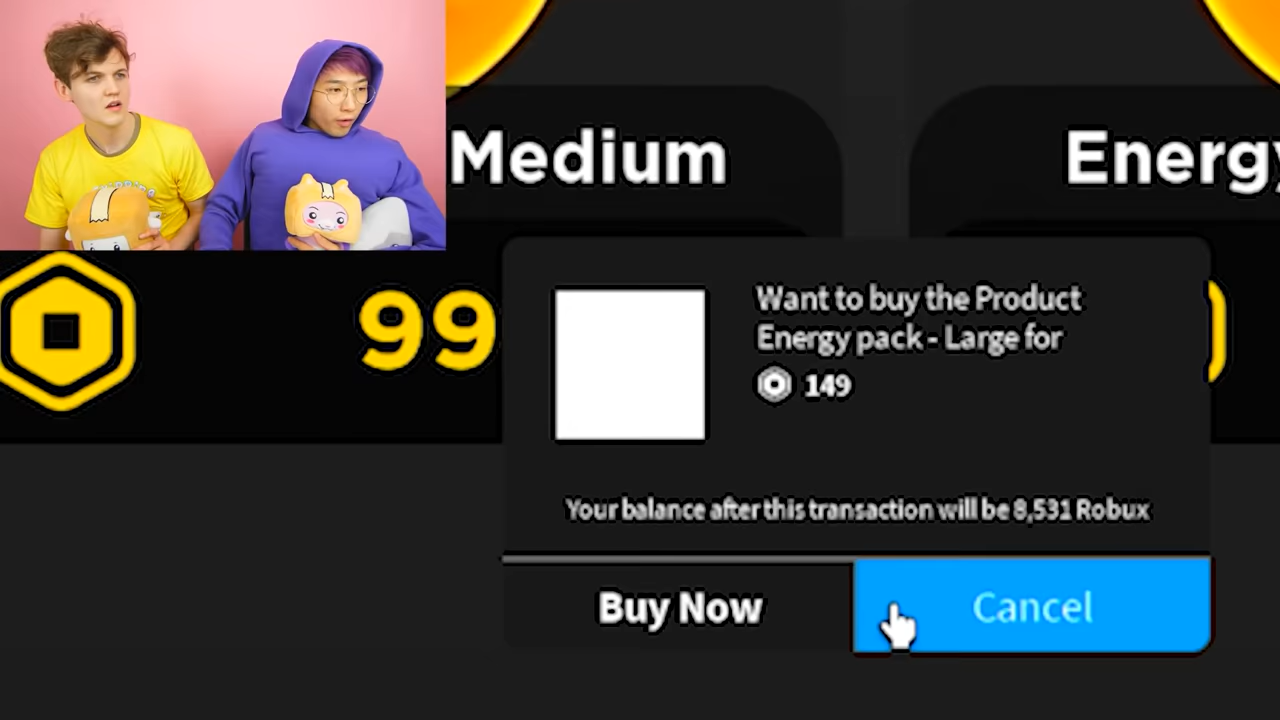 Medium
Energy
99
Want to buy the Product
Energy pack - Large for
149
Your balance after this transaction will be 8,531 Robux
Buy Now
Cancel